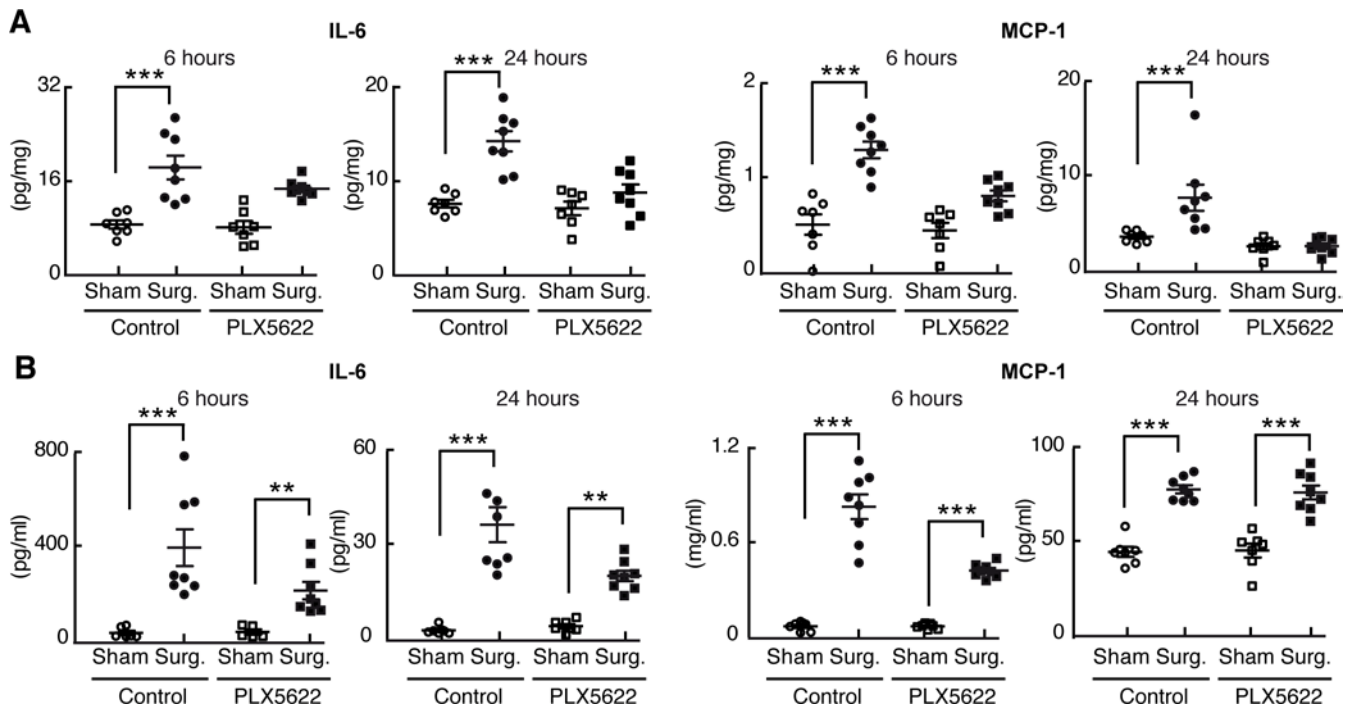 A
IL-6
MCP-1
6 hours
24 hours
6 hours
24 hours
***
***
***
***
32
16
0
(pg/mg)
20
10
0
(pg/mg)
2
1
0
(pg/mg)
20
10
0
(pg/mg)
Sham Surg. Sham Surg.
Control PLX5622
Sham Surg. Sham Surg.
Control PLX5622
Sham Surg. Sham Surg.
Control PLX5622
Sham Surg. Sham Surg.
Control PLX5622
B
IL-6
MCP-1
6 hours
24 hours
6 hours
24 hours
***
**
***
**
***
***
***
***
800
400
0
(pg/ml)
60
30
0
(pg/ml)
1.2
0.6
0
(mg/ml)
100
50
0
(pg/ml)
Sham Surg. Sham Surg.
Control PLX5622
Sham Surg. Sham Surg.
Control PLX5622
Sham Surg. Sham Surg.
Control PLX5622
Sham Surg. Sham Surg.
Control PLX5622